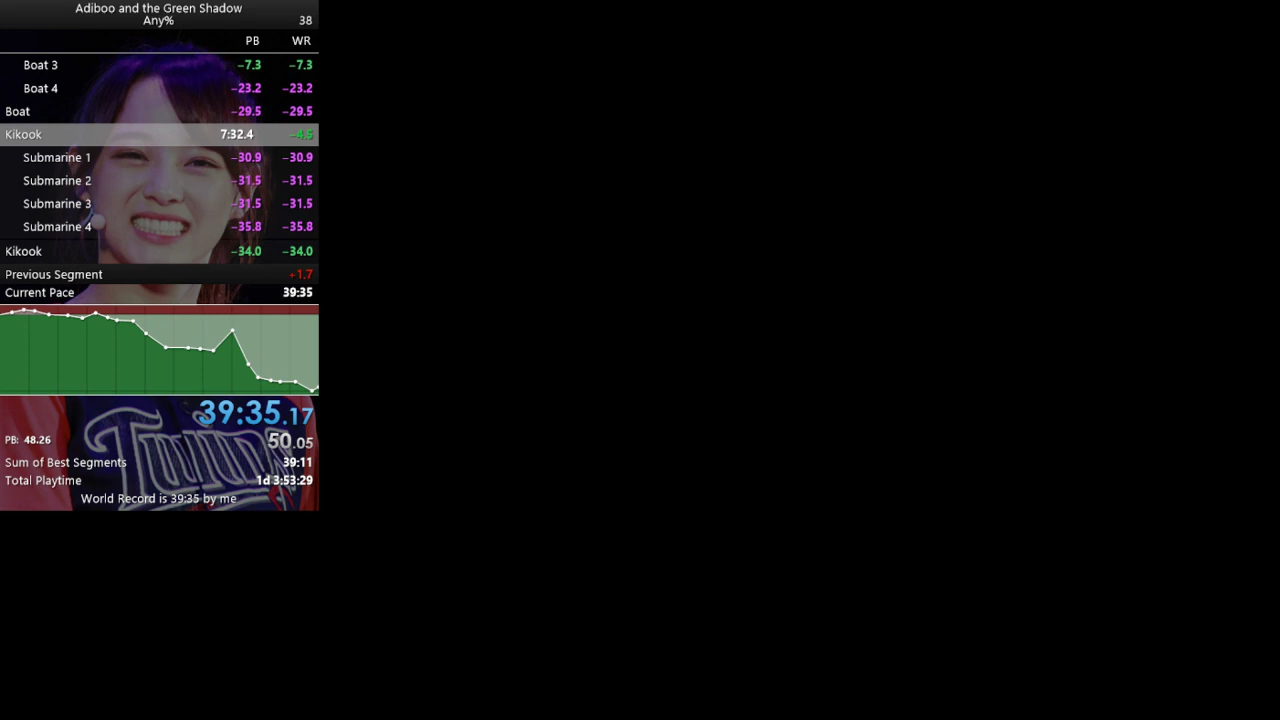 Adiboo and the Green Shadow
Any% 38
PB WR
Boat 3 −7.3 −7.3
Boat 4 −23.2 −23.2
Boat −29.5 −29.5
Kikook 7:32.4 −4.5
Submarine 1 −30.9 −30.9
Submarine 2 −31.5 −31.5
Submarine 3 −31.5 −31.5
Submarine 4 −35.8 −35.8
Kikook −34.0 −34.0
Previous Segment +1.7
Current Pace 39:35
39:35.17
PB: 48.26 50.05
Sum of Best Segments 39:11
Total Playtime 1d 3:53:29
World Record is 39:35 by me